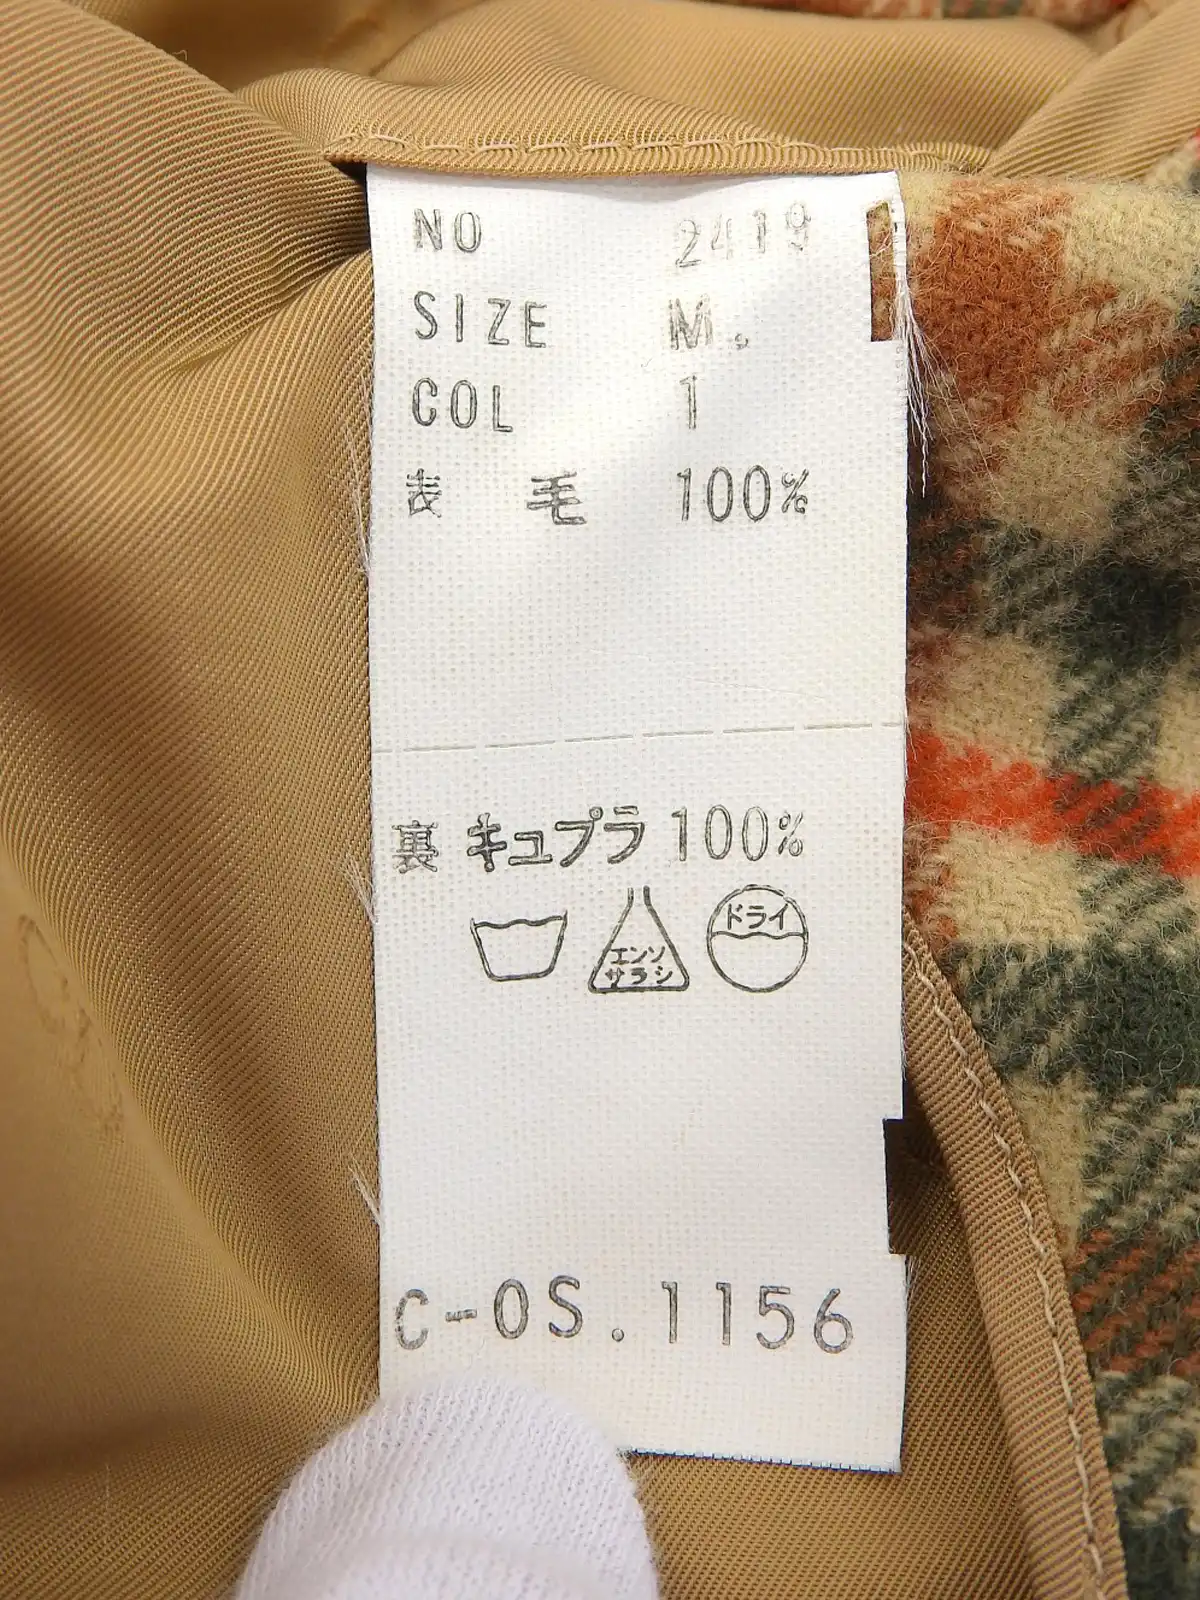 NO 2419
SIZE M.
COL 1
表 毛 100%
裏 キュプラ 100%
エンソ
サラシ
ドライ
C-OS.1156